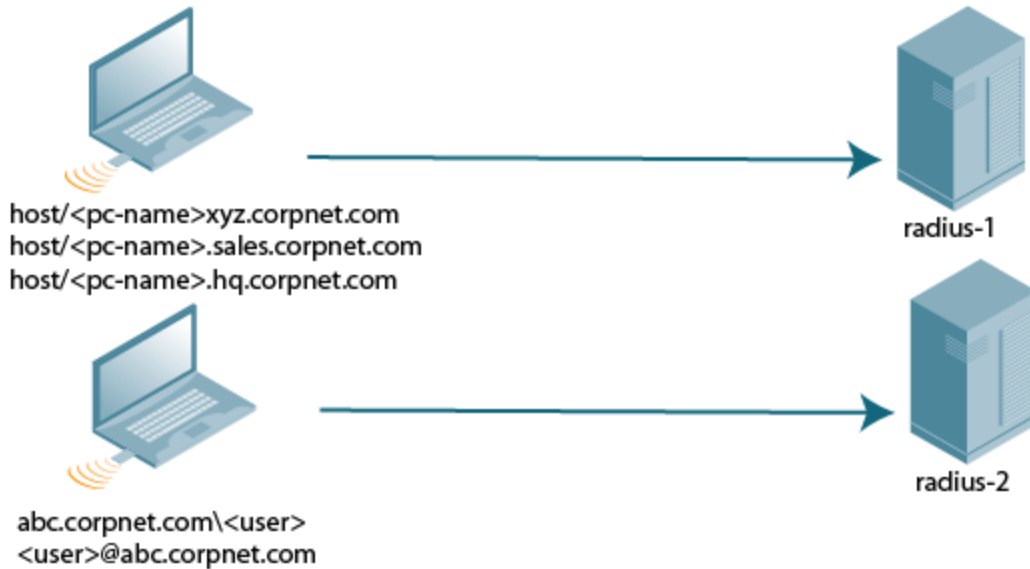 host/<pc-name>xyz.corpnet.com
host/<pc-name>.sales.corpnet.com
host/<pc-name>.hq.corpnet.com
radius-1
abc.corpnet.com\<user>
<user>@abc.corpnet.com
radius-2